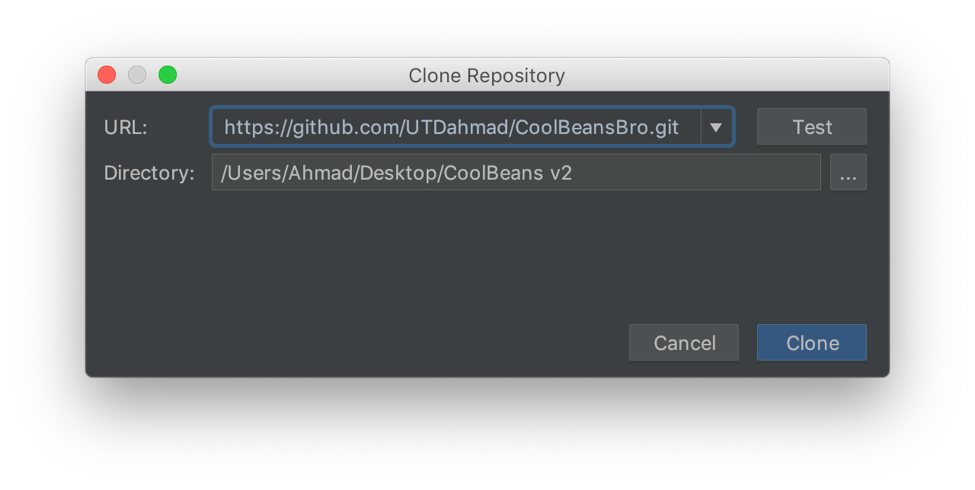 Clone Repository
URL: https://github.com/UTDahmad/CoolBeansBro.git Test
Directory: /Users/Ahmad/Desktop/CoolBeans v2 ...
Cancel Clone